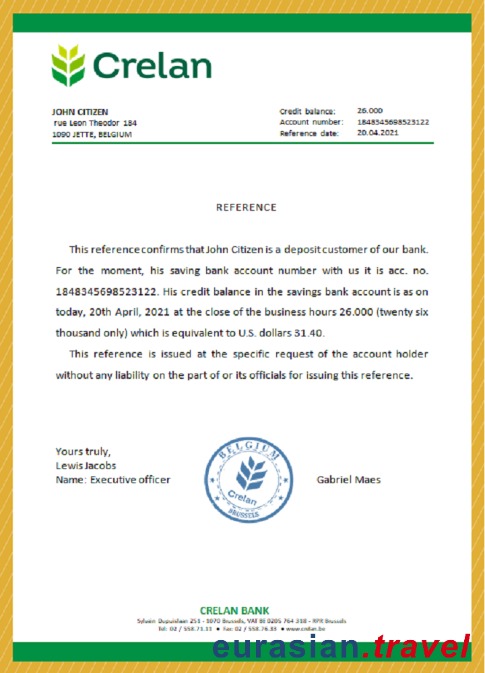 Crelan
JOHN CITIZEN
rue Leon Theodor 184
1090 JETTE, BELGIUM
Credit balance: 26.000
Account number: 1848345698523122
Reference date: 20.04.2021
REFERENCE
This reference confirms that John Citizen is a deposit customer of our bank.
For the moment, his saving bank account number with us it is acc. no.
1848345698523122. His credit balance in the savings bank account is as on
today, 20th April, 2021 at the close of the business hours 26.000 (twenty six
thousand only) which is equivalent to U.S. dollars 31.40.
This reference is issued at the specific request of the account holder
without any liability on the part of or its officials for issuing this reference.
Yours truly,
Lewis Jacobs
Name: Executive officer
BELGIUM
Crelan
BRUSSELS
Gabriel Maes
CRELAN BANK
Sylvain Dupuislaan 251 - 1070 Brussels, VAT BE 0205 764 318 - RPR Brussels
Tel: 02 / 558.71.11 • Fax: 02 / 558.76.33 • www.crelan.be
eurasian.travel